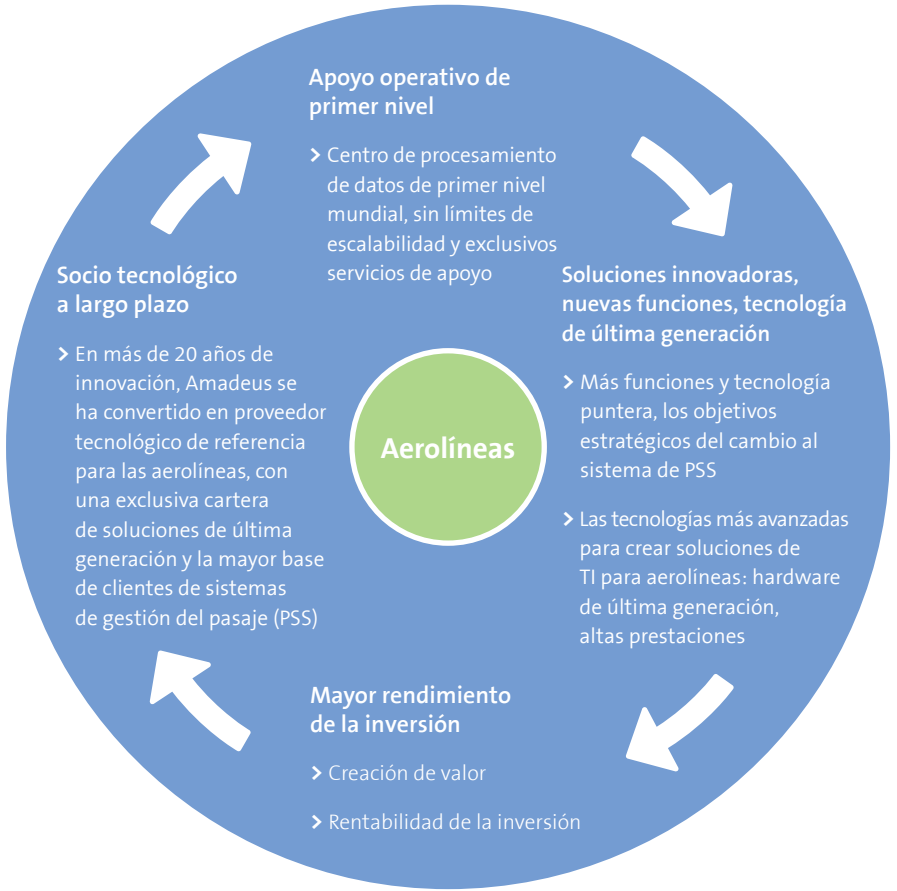 Apoyo operativo de
primer nivel
> Centro de procesamiento
de datos de primer nivel
mundial, sin límites de
escalabilidad y exclusivos
servicios de apoyo
Soluciones innovadoras,
nuevas funciones, tecnología
de última generación
> Más funciones y tecnología
puntera, los objetivos
estratégicos del cambio al
sistema de PSS
> Las tecnologías más avanzadas
para crear soluciones de
TI para aerolíneas: hardware
de última generación,
altas prestaciones
Mayor rendimiento
de la inversión
> Creación de valor
> Rentabilidad de la inversión
Socio tecnológico
a largo plazo
> En más de 20 años de
innovación, Amadeus se
ha convertido en proveedor
tecnológico de referencia
para las aerolíneas, con
una exclusiva cartera
de soluciones de última
generación y la mayor base
de clientes de sistemas
de gestión del pasaje (PSS)
Aerolíneas